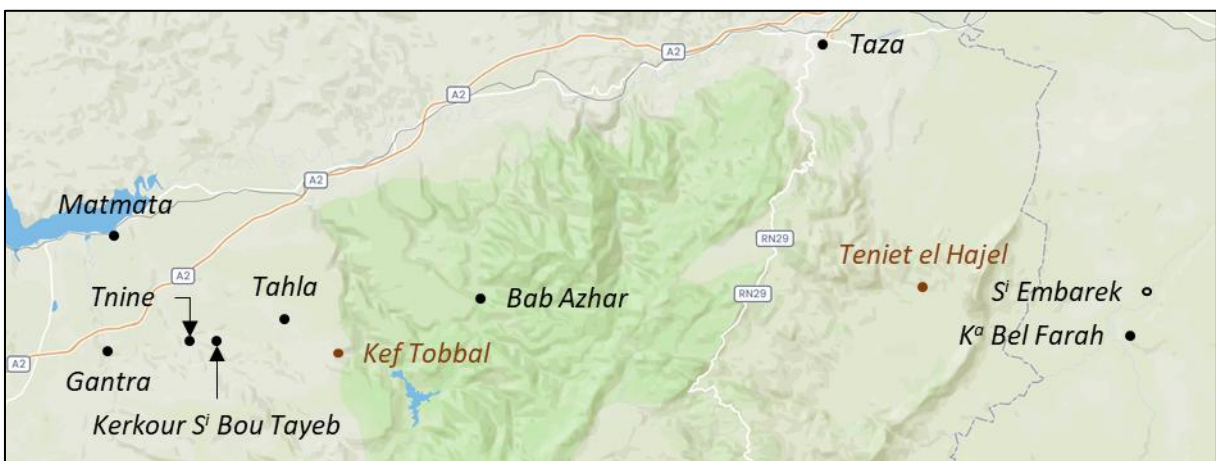 Taza
A2
A2
A2
Matmata
RN29
Teniet el Hajel
A2
Tnine
Tahla
Bab Azhar
RN29
Sⁱ Embarek
Kᵃ Bel Farah
A2
Gantra
Kef Tobbal
Kerkour Sⁱ Bou Tayeb